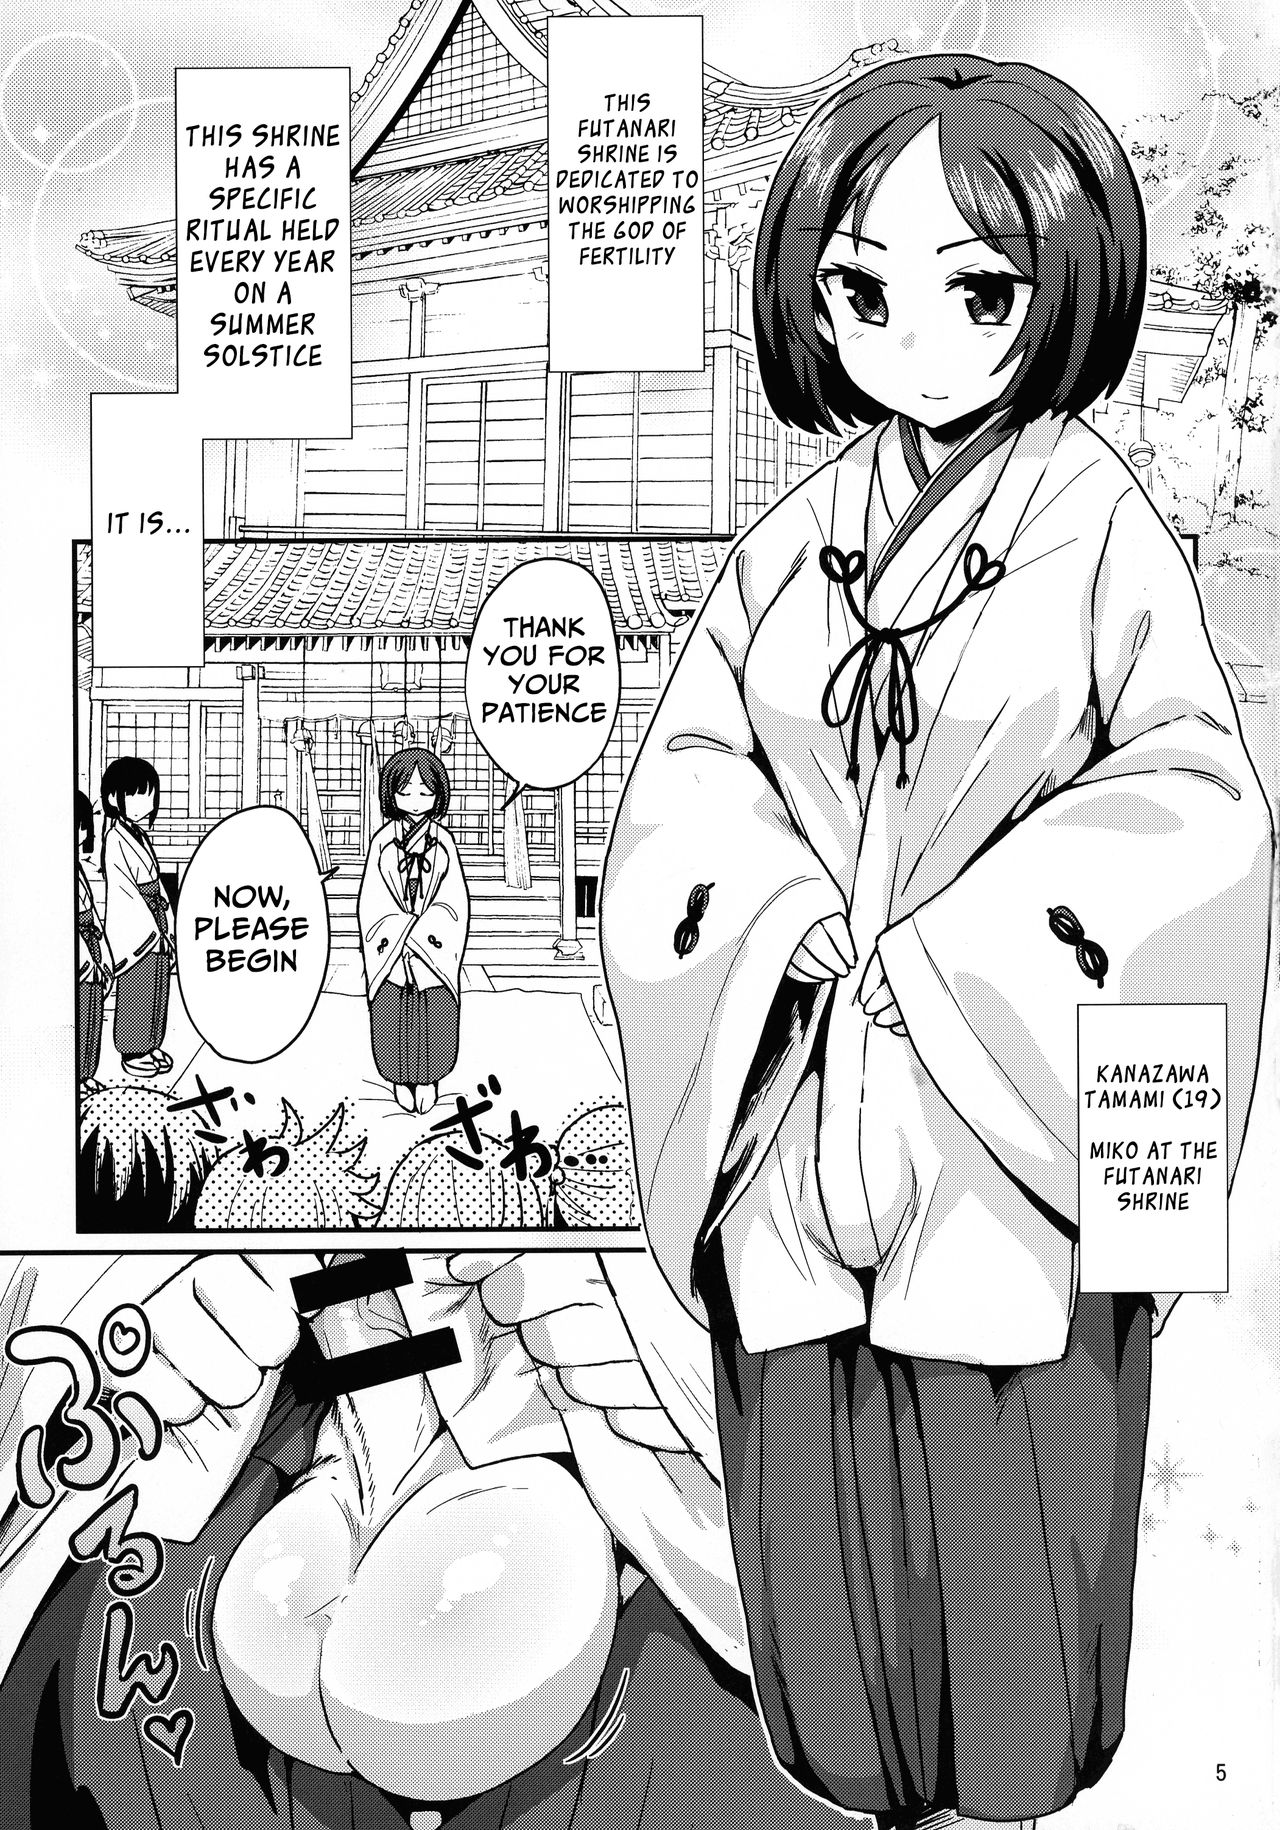 THIS
FUTANARI
SHRINE IS
DEDICATED TO
WORSHIPPING
THE GOD OF
FERTILITY
THIS SHRINE
HAS A
SPECIFIC
RITUAL HELD
EVERY YEAR
ON A
SUMMER
SOLSTICE
IT IS...
THANK
YOU FOR
YOUR
PATIENCE
NOW,
PLEASE
BEGIN
ざわ
ざわ...
KANAZAWA
TAMAMI (19)
MIKO AT THE
FUTANARI
SHRINE
ぷるん♡
5